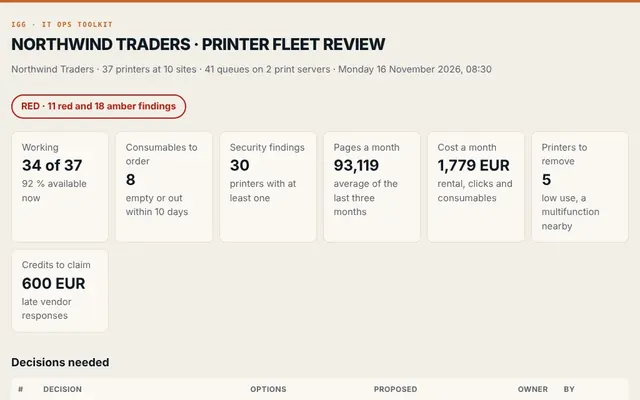 IGG · IT OPS TOOLKIT
NORTHWIND TRADERS · PRINTER FLEET REVIEW
Northwind Traders · 37 printers at 10 sites · 41 queues on 2 print servers · Monday 16 November 2026, 08:30
RED · 11 red and 18 amber findings
Working
34 of 37
92 % available
now
Consumables to
order
8
empty or out
within 10 days
Security findings
30
printers with at
least one
Pages a month
93,119
average of the
last three
months
Cost a month
1,779 EUR
rental, clicks and
consumables
Printers to
remove
5
low use, a
multifunction
nearby
Credits to claim
600 EUR
late vendor
responses
Decisions needed
# DECISION OPTIONS PROPOSED OWNER BY